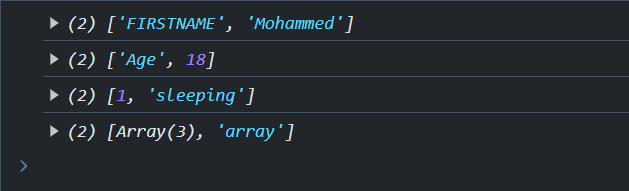 (2) ['FIRSTNAME', 'Mohammed']
(2) ['Age', 18]
(2) [1, 'sleeping']
(2) [Array(3), 'array']